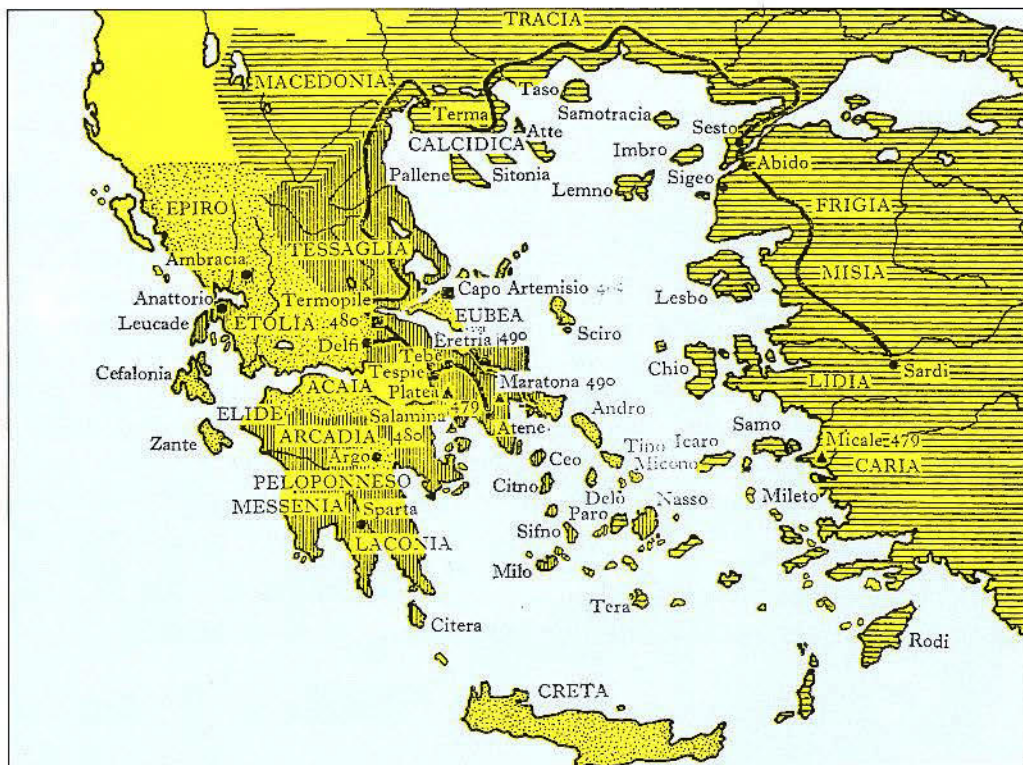 TRACIA
MACEDONIA
Taso
Terma
Samotracia
Sesto
Atte
CALCIDICA
Imbro
Abido
Pallene
Sitonia
Sigeo
Lemno
EPIRO
FRIGIA
TESSAGLIA
Ambracia
MISIA
Capo Artemisio
Anattorio
Termopile
Lesbo
Leucade
ETOLIA
480
EUBEA
Sciro
Delfi
Eretria 490
Tebe
Chio
Sardi
Cefalonia
Tespie
ACAIA
Platea
Maratona 490
LIDIA
ELIDE
Salamina
479
Andro
Atene
Samo
Zante
ARCADIA
480
Tino
Icaro
Micale 479
Argo
Ceo
Micono
CARIA
PELOPONNESO
Citno
Delo
Nasso
Mileto
MESSENIA
Sparta
Paro
Sifno
LACONIA
Milo
Tera
Citera
Rodi
CRETA